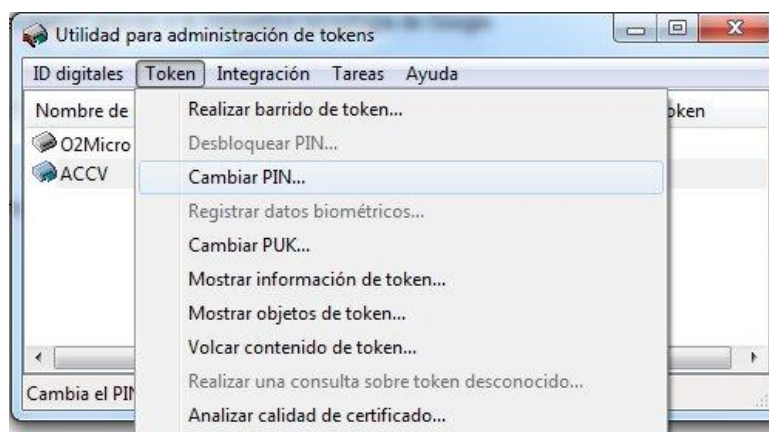 Utilidad para administración de tokens
ID digitales Token Integración Tareas Ayuda
Nombre de
O2Micro
ACCV
Realizar barrido de token...
Desbloquear PIN...
Cambiar PIN...
Registrar datos biométricos...
Cambiar PUK...
Mostrar información de token...
Mostrar objetos de token...
Volcar contenido de token...
Realizar una consulta sobre token desconocido...
Analizar calidad de certificado...
oken
Cambia el PIN